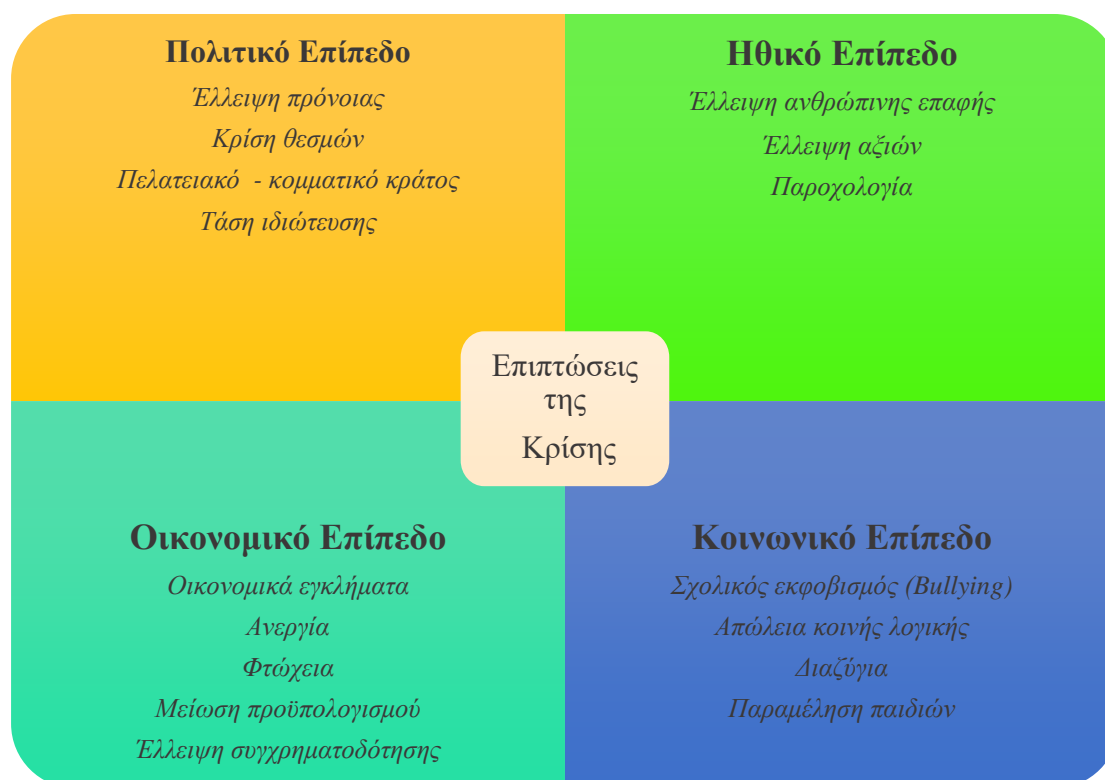 Πολιτικό Επίπεδο
Έλλειψη πρόνοιας
Κρίση θεσμών
Πελατειακό - κομματικό κράτος
Τάση ιδιώτευσης
Ηθικό Επίπεδο
Έλλειψη ανθρώπινης επαφής
Έλλειψη αξιών
Παροχολογία
Επιπτώσεις
της
Κρίσης
Οικονομικό Επίπεδο
Οικονομικά εγκλήματα
Ανεργία
Φτώχεια
Μείωση προϋπολογισμού
Έλλειψη συγχρηματοδότησης
Κοινωνικό Επίπεδο
Σχολικός εκφοβισμός (Bullying)
Απώλεια κοινής λογικής
Διαζύγια
Παραμέληση παιδιών